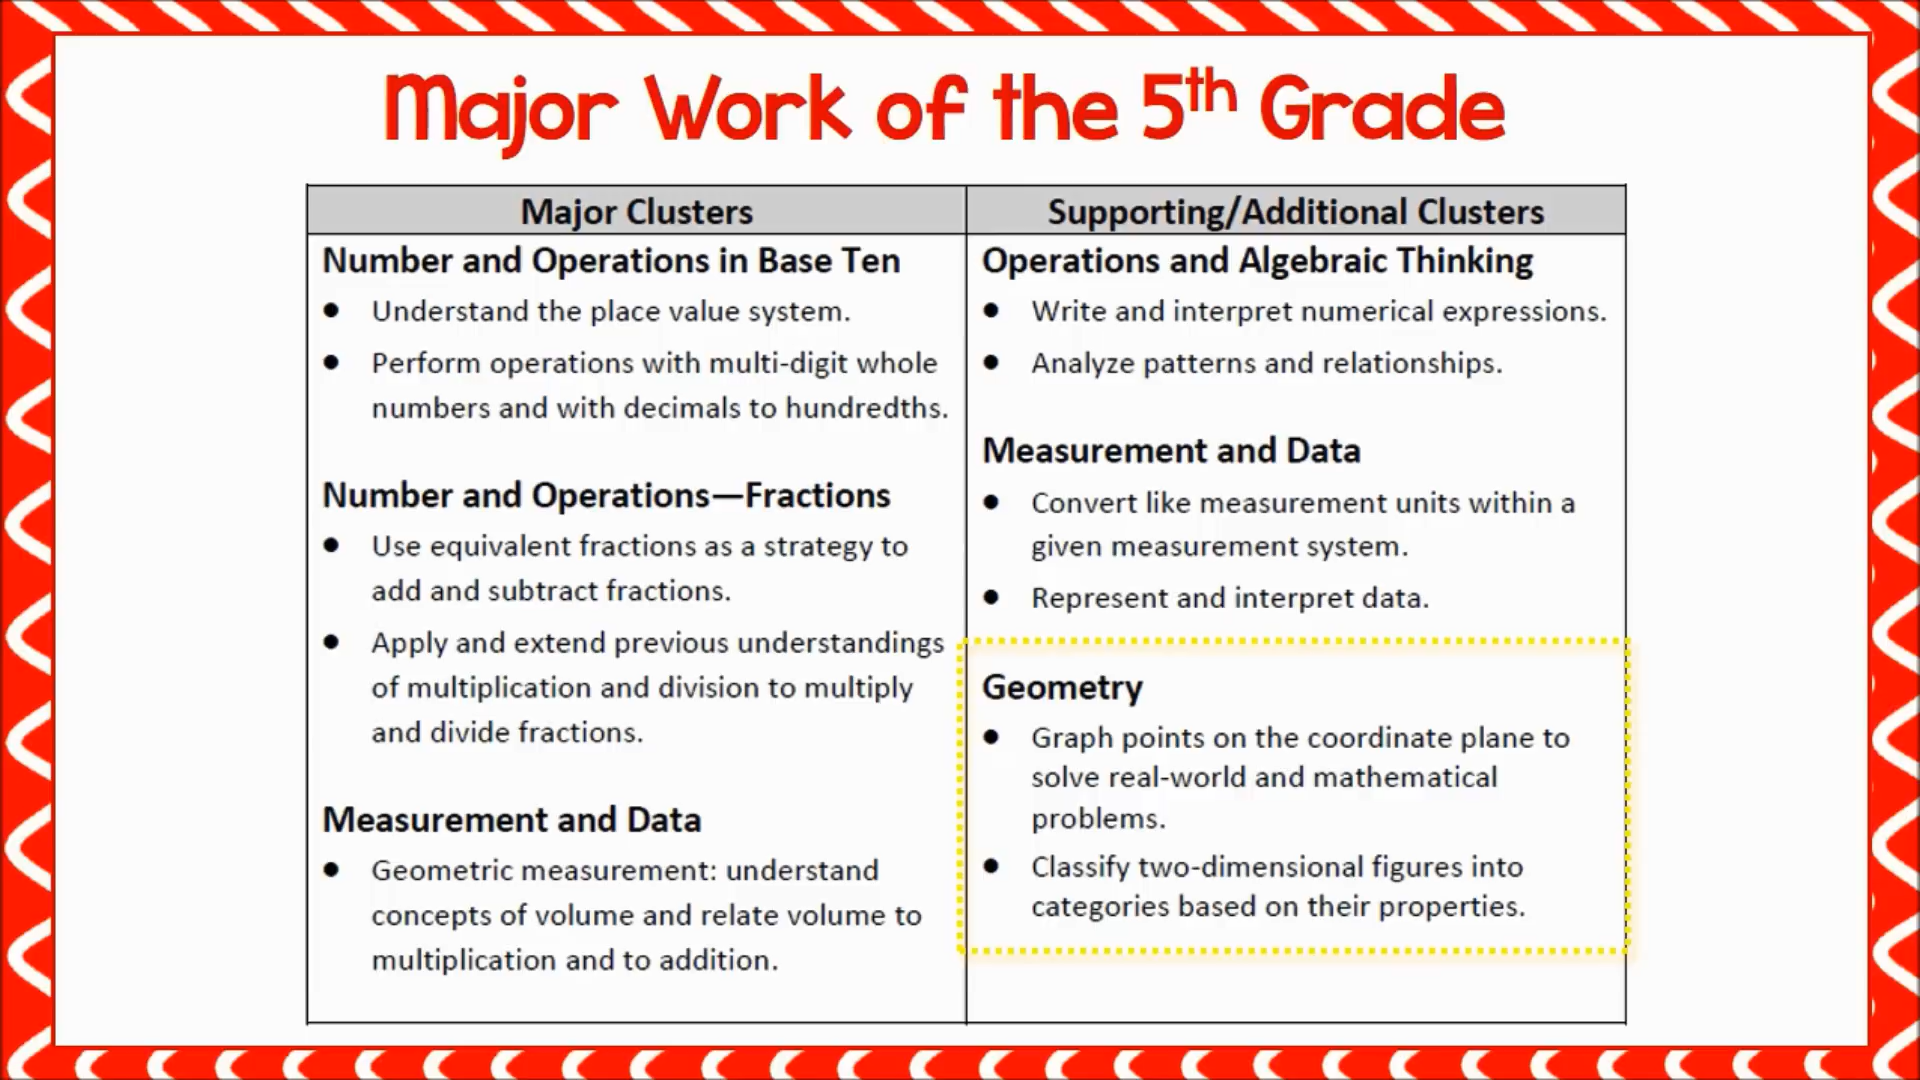 Major Work of the 5th Grade
Major Clusters
Number and Operations in Base Ten
● Understand the place value system.
● Perform operations with multi-digit whole
numbers and with decimals to hundredths.
Number and Operations—Fractions
● Use equivalent fractions as a strategy to
add and subtract fractions.
● Apply and extend previous understandings
of multiplication and division to multiply
and divide fractions.
Measurement and Data
● Geometric measurement: understand
concepts of volume and relate volume to
multiplication and to addition.
Supporting/Additional Clusters
Operations and Algebraic Thinking
● Write and interpret numerical expressions.
● Analyze patterns and relationships.
Measurement and Data
● Convert like measurement units within a
given measurement system.
● Represent and interpret data.
Geometry
● Graph points on the coordinate plane to
solve real-world and mathematical
problems.
● Classify two-dimensional figures into
categories based on their properties.